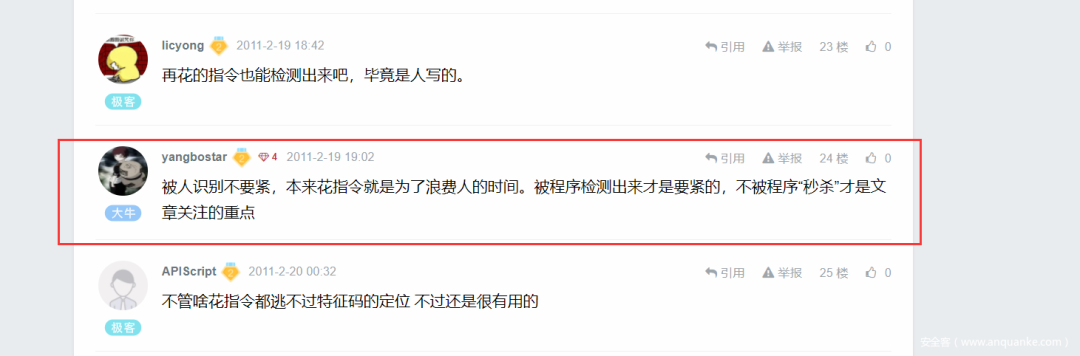 licyong 2 2011-2-19 18:42 引用 举报 23 楼 0
再花的指令也能检测出来吧，毕竟是人写的。
极客
yangbostar 2 4 2011-2-19 19:02 引用 举报 24 楼 0
被人识别不要紧，本来花指令就是为了浪费人的时间。被程序检测出来才是要紧的，不被程序“秒杀”才是文
大牛 章关注的重点
APIScript 2 2011-2-20 00:32 引用 举报 25 楼 0
不管啥花指令都逃不过特征码的定位 不过还是很有用的
极客
安全客 ( www.anquanke.com )